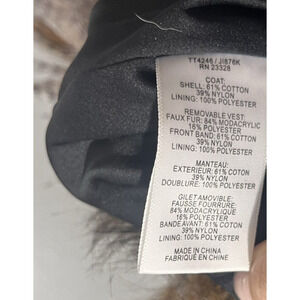 TT4246 / JI876K
RN 23328
COAT:
SHELL: 61% COTTON
39% NYLON
LINING: 100% POLYESTER
REMOVABLE VEST:
FAUX FUR: 84% MODACRYLIC
16% POLYESTER
FRONT BAND: 61% COTTON
39% NYLON
LINING: 100% POLYESTER
MANTEAU:
EXTERIEUR: 61% COTON
39% NYLON
DOUBLURE: 100% POLYESTER
GILET AMOVIBLE:
FAUSSE FOURRURE:
84% MODACRYLIQUE
16% POLYESTER
BANDE AVANT: 61% COTON
39% NYLON
DOUBLURE: 100% POLYESTER
MADE IN CHINA
FABRIQUÉ EN CHINE